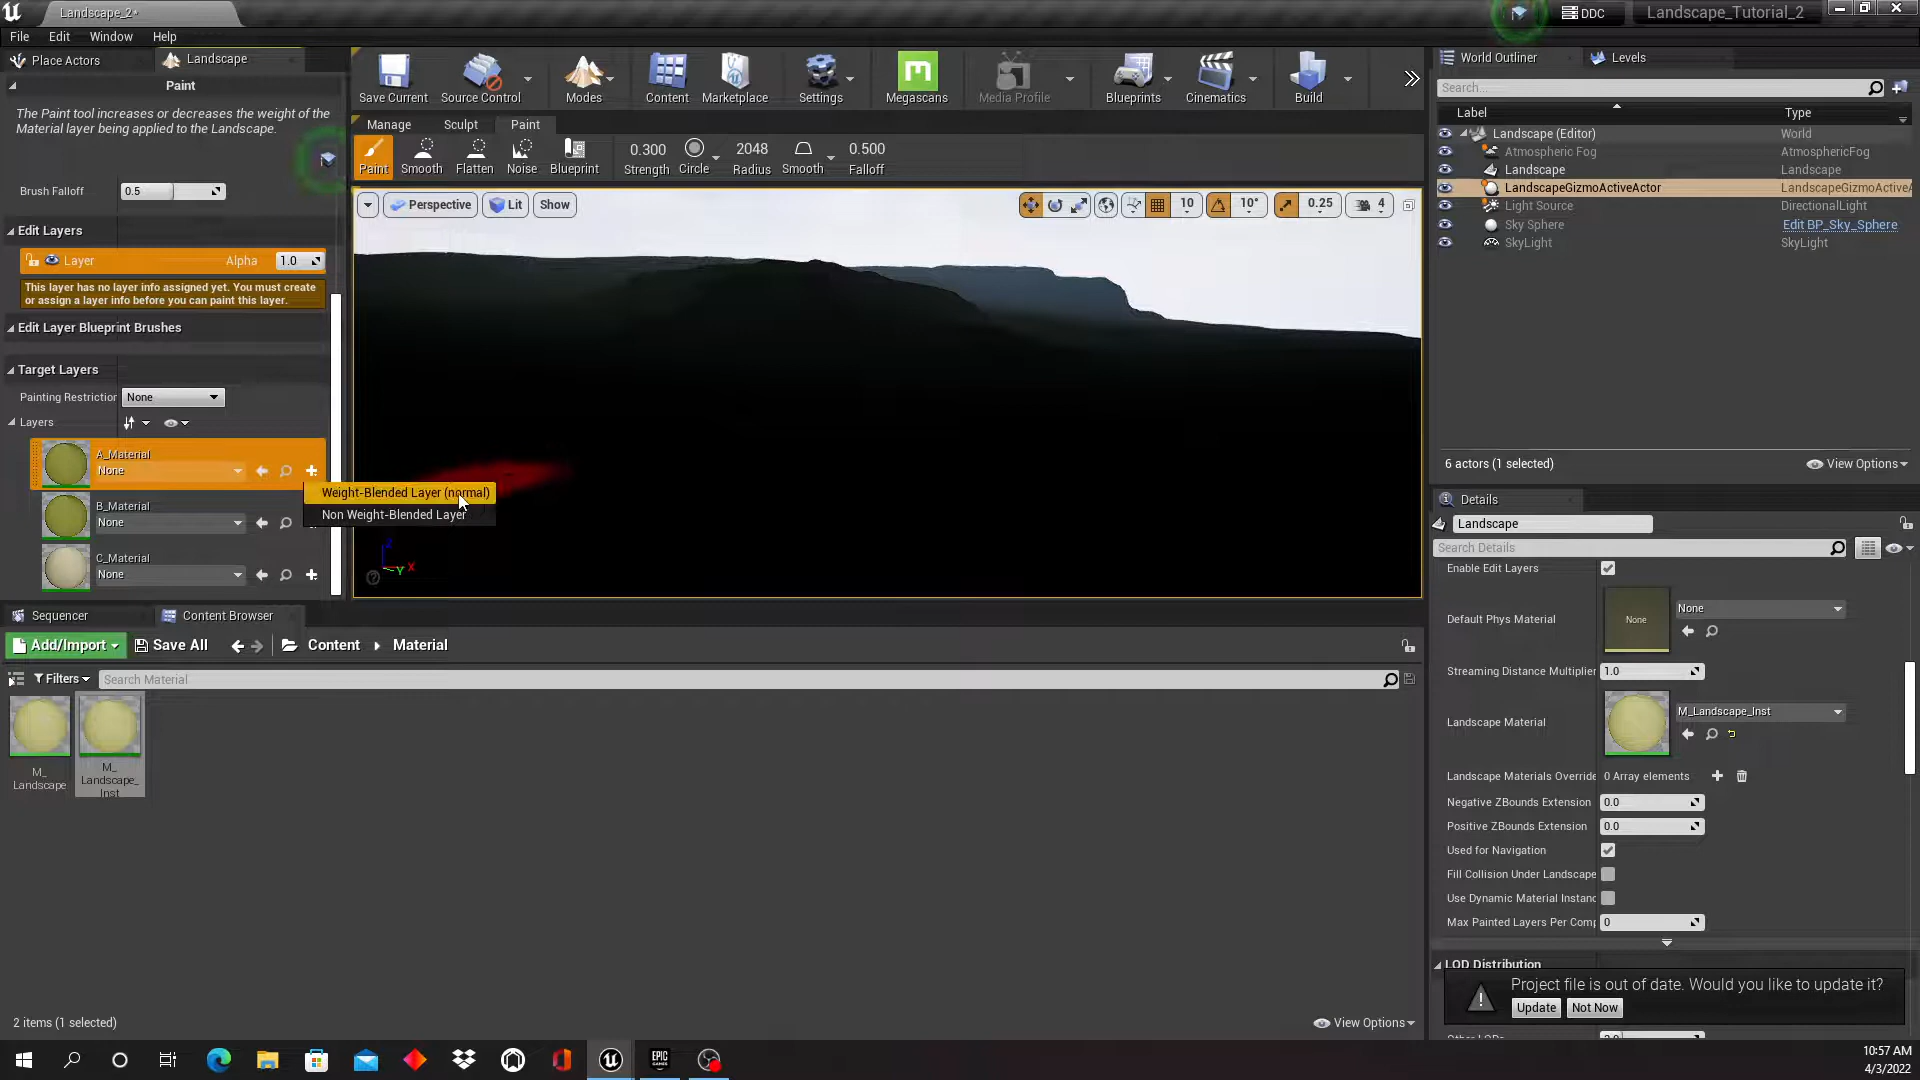 Landscape_2*
DDC
Landscape_Tutorial_2
File Edit Window Help
Place Actors
Landscape
Paint
The Paint tool increases or decreases the weight of the
Material layer being applied to the Landscape.
Brush Falloff 0.5
Edit Layers
Layer Alpha 1.0
This layer has no layer info assigned yet. You must create
or assign a layer info before you can paint this layer.
Edit Layer Blueprint Brushes
Target Layers
Painting Restriction None
Layers
A_Material
None
B_Material
None
C_Material
None
Weight-Blended Layer (normal)
Non Weight-Blended Layer
Save Current
Source Control
Modes
Content
Marketplace
Settings
Megascans
Media Profile
Blueprints
Cinematics
Build
Manage Sculpt Paint
Paint
Smooth
Flatten
Noise
Blueprint
0.300
Strength
Circle
2048
Radius
Smooth
0.500
Falloff
Perspective
Lit
Show
10
10°
0.25
4
Z
Y
X
World Outliner
Levels
Search...
Label Type
Landscape (Editor) World
Atmospheric Fog AtmosphericFog
Landscape Landscape
LandscapeGizmoActiveActor LandscapeGizmoActiveA
Light Source DirectionalLight
Sky Sphere Edit BP_Sky_Sphere
SkyLight SkyLight
6 actors (1 selected)
View Options
Details
Landscape
Search Details
Enable Edit Layers
Default Phys Material
None
None
Streaming Distance Multiplier 1.0
Landscape Material
M_Landscape_Inst
Landscape Materials Override 0 Array elements
Negative ZBounds Extension 0.0
Positive ZBounds Extension 0.0
Used for Navigation
Fill Collision Under Landscape
Use Dynamic Material Instanc
Max Painted Layers Per Comp 0
LOD Distribution
Project file is out of date. Would you like to update it?
Update
Not Now
Sequencer
Content Browser
Add/Import
Save All
Content
Material
Filters
Search Material
M_
Landscape
M_
Landscape_
Inst
2 items (1 selected)
View Options
EPIC
GAMES
10:57 AM
4/3/2022